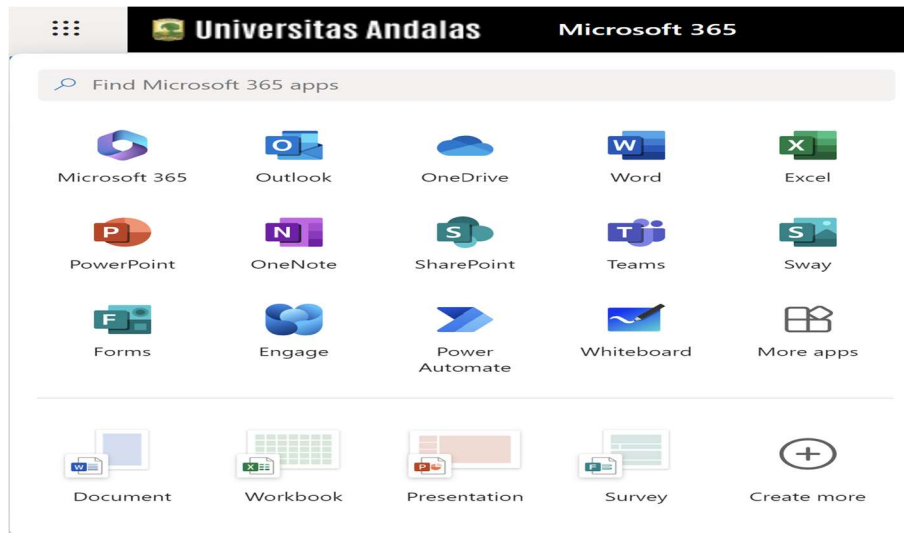 Universitas Andalas Microsoft 365
Find Microsoft 365 apps
Microsoft 365 Outlook OneDrive Word Excel
PowerPoint OneNote SharePoint Teams Sway
Forms Engage Power Automate Whiteboard More apps
Document Workbook Presentation Survey Create more